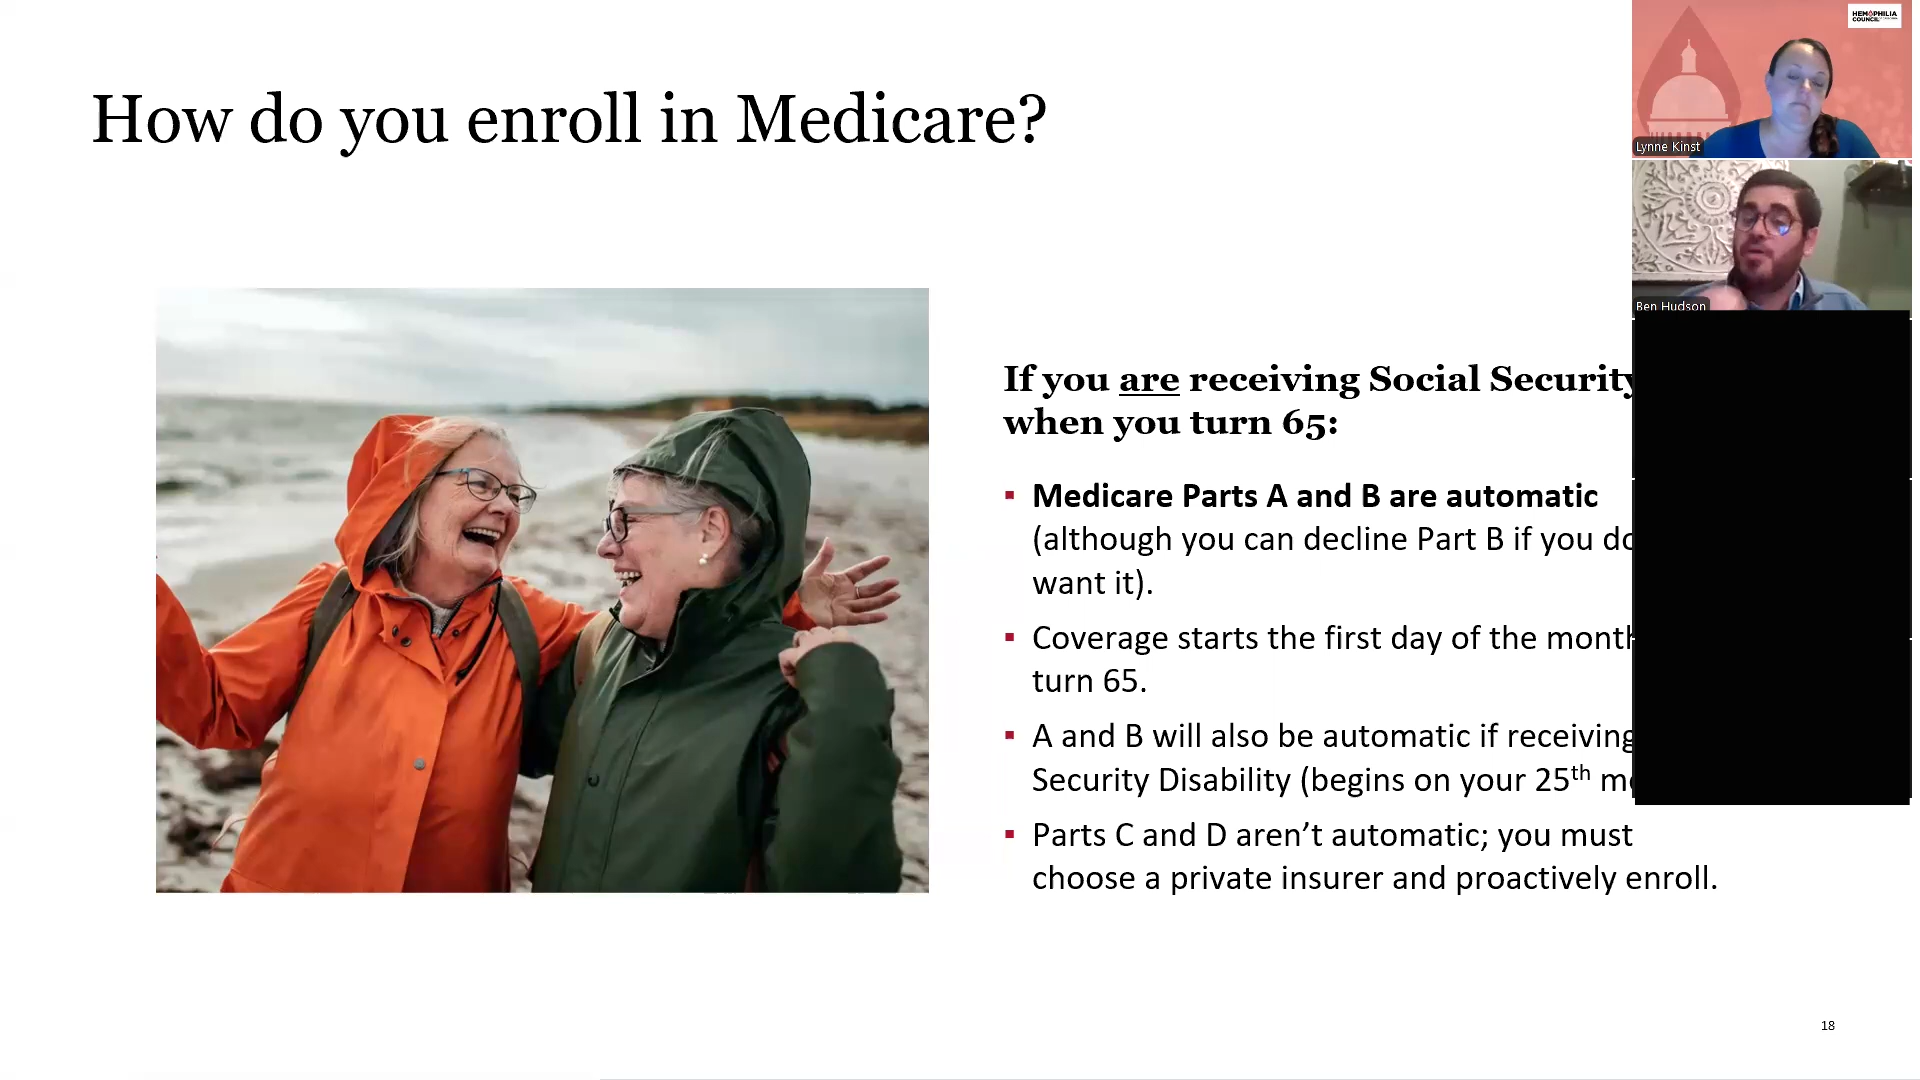 How do you enroll in Medicare?
If you are receiving Social Security
when you turn 65:
▪ Medicare Parts A and B are automatic
(although you can decline Part B if you do
want it).
▪ Coverage starts the first day of the month
turn 65.
▪ A and B will also be automatic if receiving
Security Disability (begins on your 25th
▪ Parts C and D aren’t automatic; you must
choose a private insurer and proactively enroll.
18
HEMOPHILIA
COUNCIL
Lynne Kinst
Ben Hudson